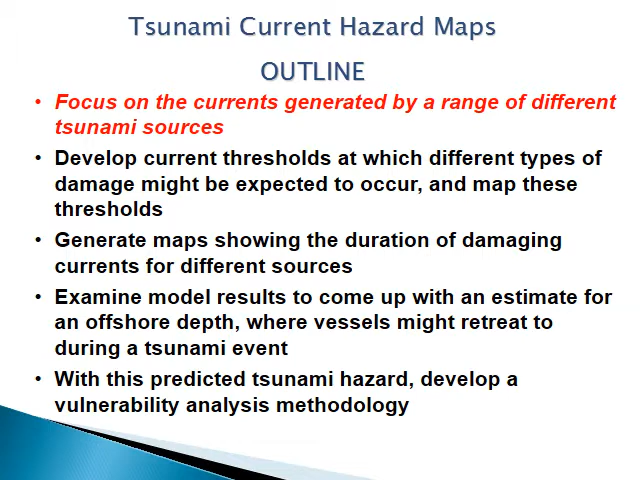 Tsunami Current Hazard Maps
OUTLINE
• Focus on the currents generated by a range of different
tsunami sources
• Develop current thresholds at which different types of
damage might be expected to occur, and map these
thresholds
• Generate maps showing the duration of damaging
currents for different sources
• Examine model results to come up with an estimate for
an offshore depth, where vessels might retreat to
during a tsunami event
• With this predicted tsunami hazard, develop a
vulnerability analysis methodology